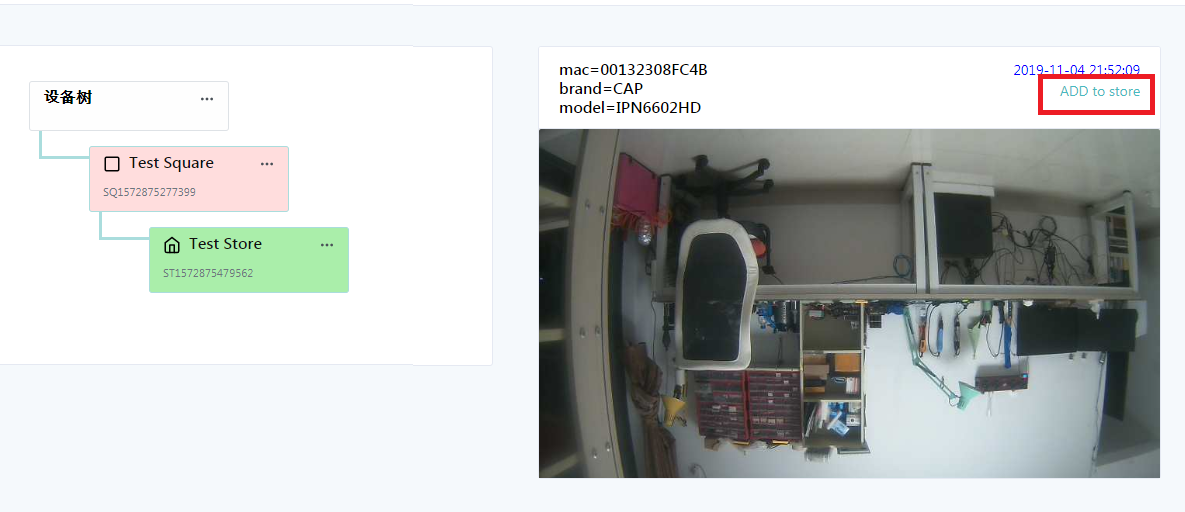 设备树
Test Square
SQ1572875277399
Test Store
ST1572875479562
mac=00132308FC4B
brand=CAP
model=IPN6602HD
2019-11-04 21:52:09
ADD to store